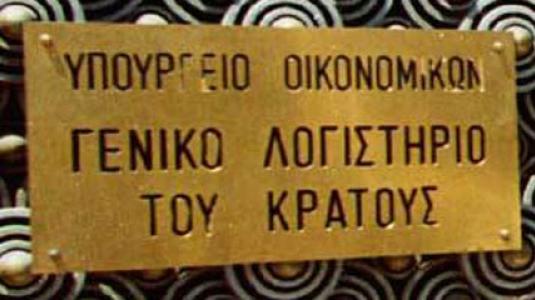 ΥΠΟΥΡΓΕΙΟ ΟΙΚΟΝΟΜΙΚΩΝ
ΓΕΝΙΚΟ ΛΟΓΙΣΤΗΡΙΟ
ΤΟΥ ΚΡΑΤΟΥΣ